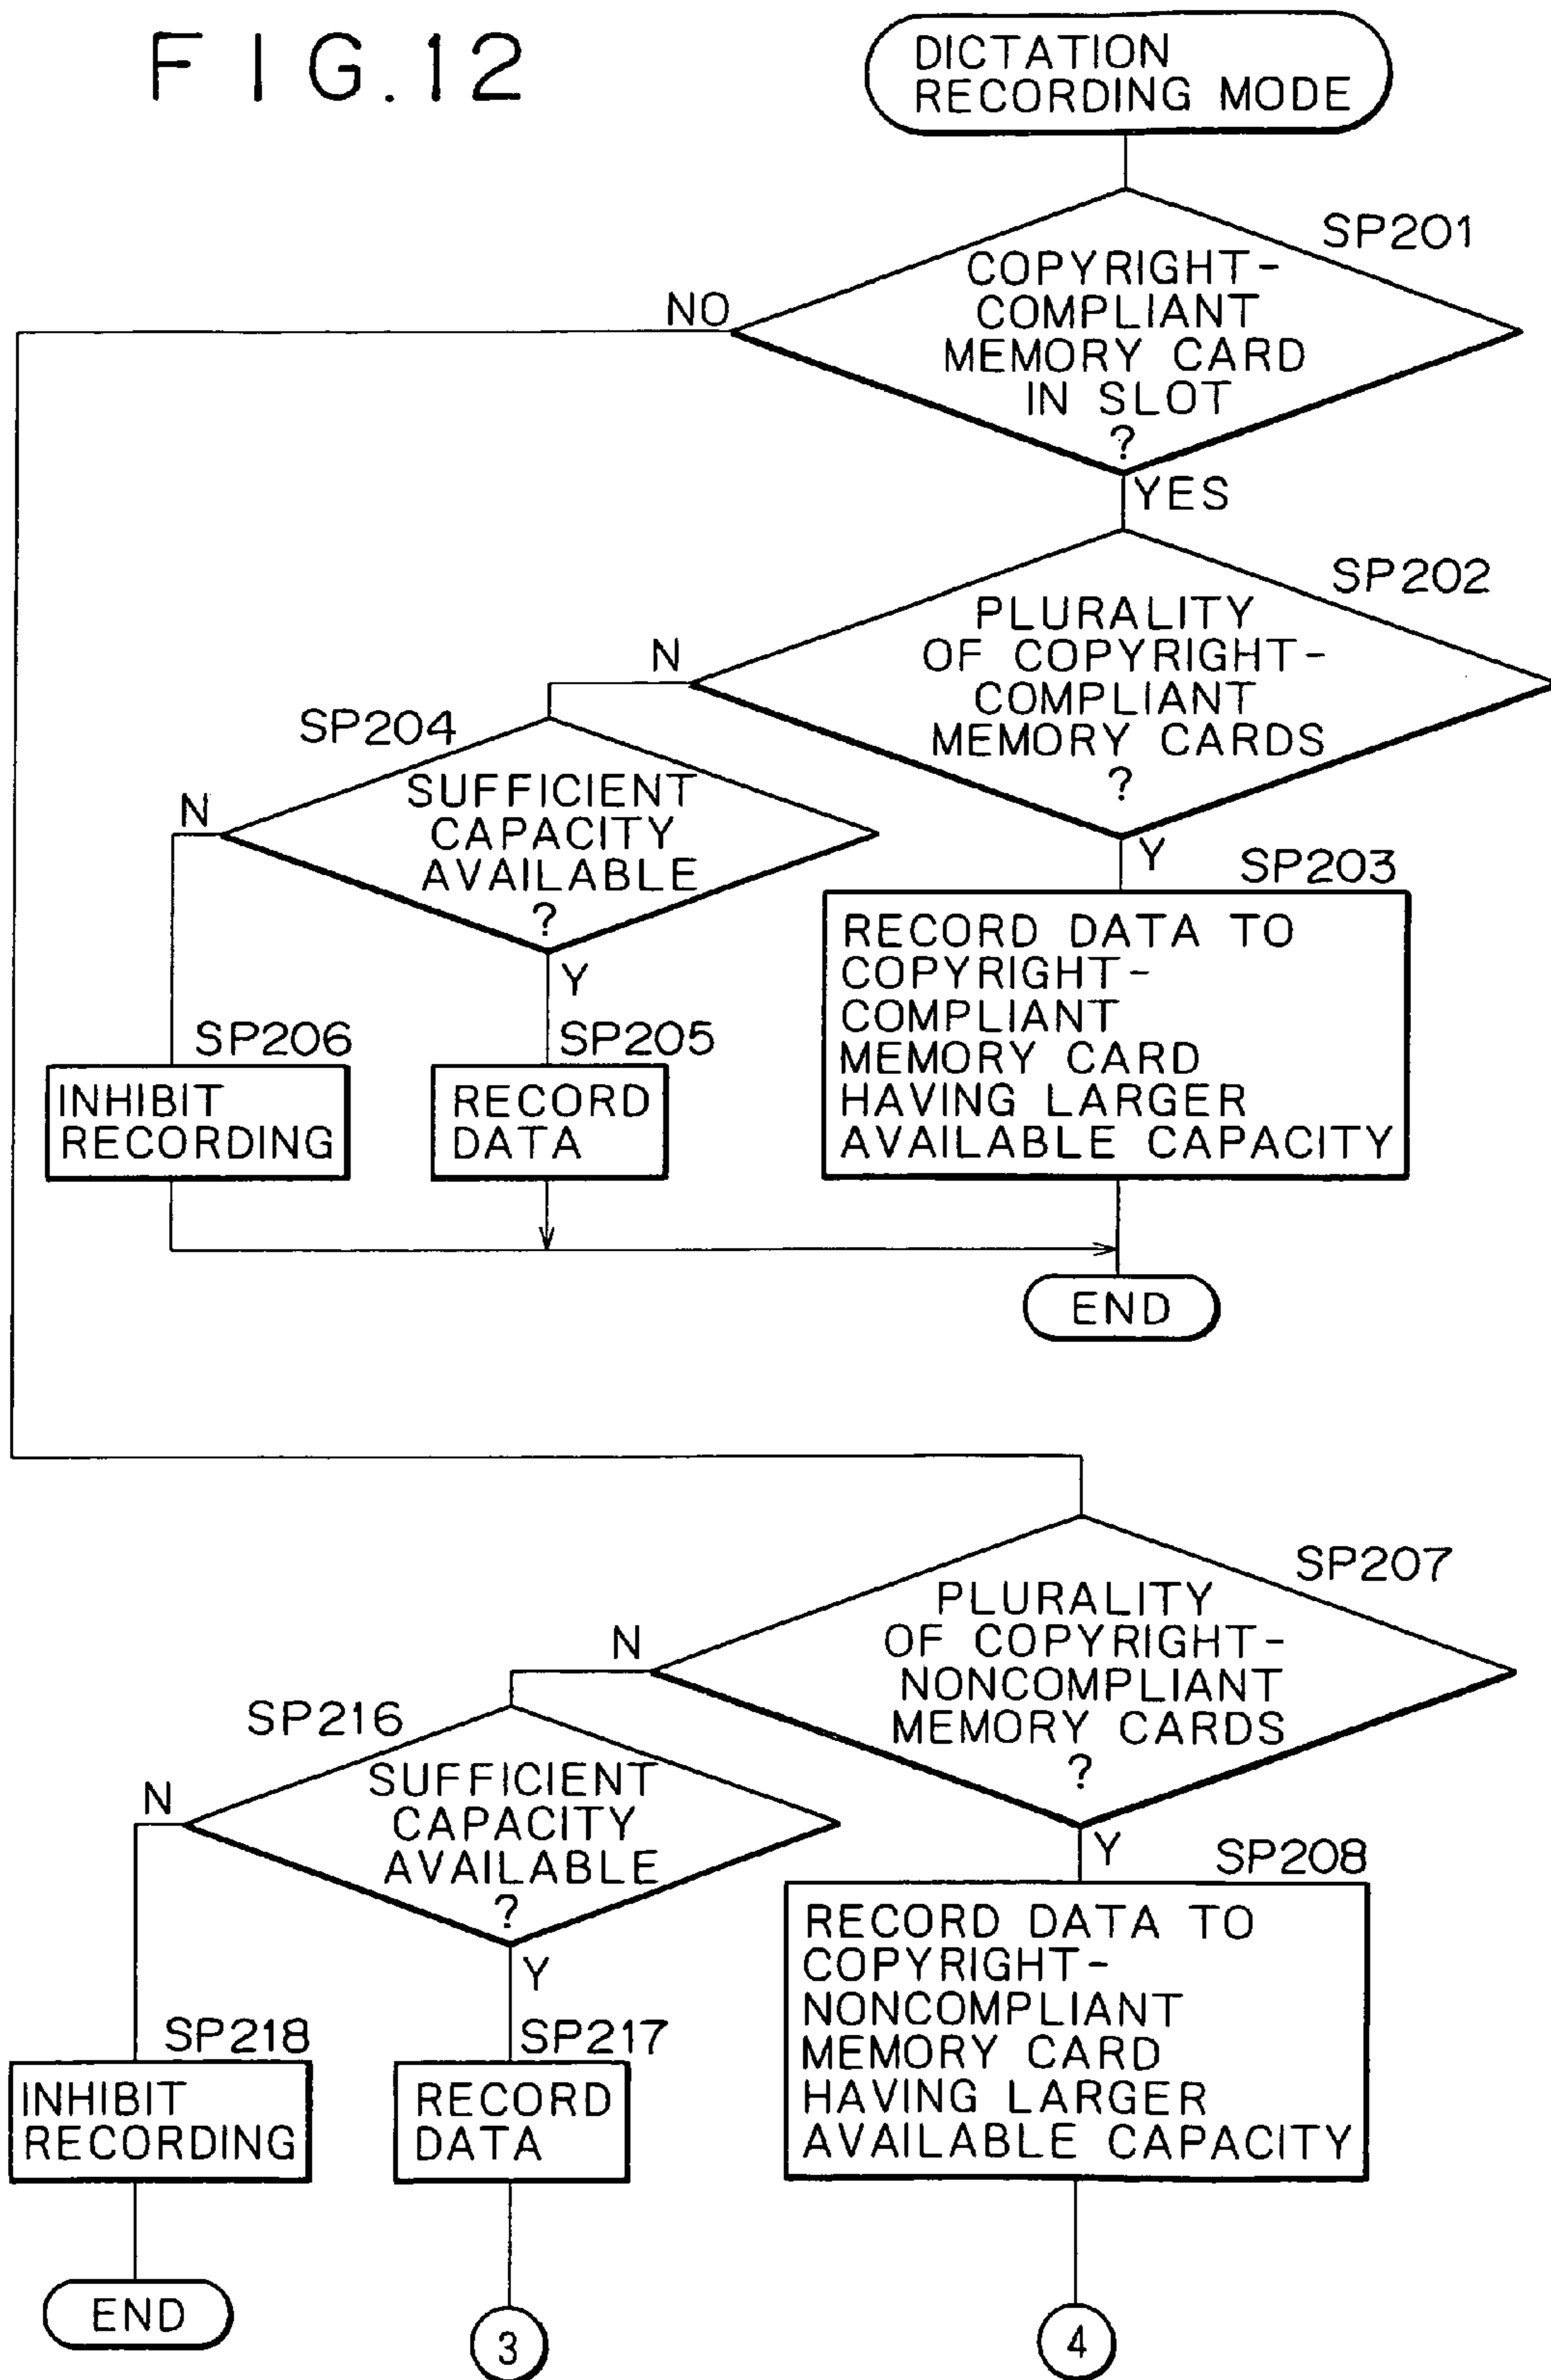 FIG.12
DICTATION
RECORDING MODE
SP201
COPYRIGHT-
COMPLIANT
MEMORY CARD
IN SLOT
?
NO
YES
SP202
PLURALITY
OF COPYRIGHT-
COMPLIANT
MEMORY CARDS
?
N
Y
SP204
SUFFICIENT
CAPACITY
AVAILABLE
?
N
Y
SP203
RECORD DATA TO
COPYRIGHT-
COMPLIANT
MEMORY CARD
HAVING LARGER
AVAILABLE CAPACITY
SP206
INHIBIT
RECORDING
SP205
RECORD
DATA
END
SP207
PLURALITY
OF COPYRIGHT-
NONCOMPLIANT
MEMORY CARDS
?
N
Y
SP216
SUFFICIENT
CAPACITY
AVAILABLE
?
N
Y
SP208
RECORD DATA TO
COPYRIGHT-
NONCOMPLIANT
MEMORY CARD
HAVING LARGER
AVAILABLE CAPACITY
SP218
INHIBIT
RECORDING
SP217
RECORD
DATA
END
3
4